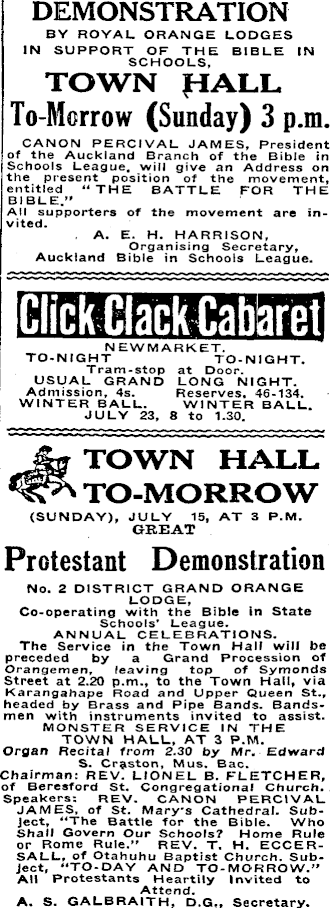 DEMONSTRATION
BY ROYAL ORANGE LODGES
IN SUPPORT OF THE BIBLE IN
SCHOOLS,
TOWN HALL
To-Morrow (Sunday) 3 p.m.
CANON PERCIVAL JAMES, President
of the Auckland Branch of the Bible in
Schools League, will give an Address on
the present position of the movement,
entitled "THE BATTLE FOR THE
BIBLE."
All supporters of the movement are in-
vited.
A. E. H. HARRISON,
Organising Secretary,
Auckland Bible in Schools League.
Click Clack Cabaret
NEWMARKET.
TO-NIGHT TO-NIGHT.
Tram-stop at Door.
USUAL GRAND LONG NIGHT.
Admission, 4s. Reserves, 46-134.
WINTER BALL. WINTER BALL.
JULY 23, 8 to 1.30.
TOWN HALL
TO-MORROW
(SUNDAY), JULY 15, AT 3 P.M.
GREAT
Protestant Demonstration
No. 2 DISTRICT GRAND ORANGE
LODGE,
Co-operating with the Bible in State
Schools' League.
ANNUAL CELEBRATIONS.
The Service in the Town Hall will be
preceded by a Grand Procession of
Orangemen, leaving top of Symonds
Street at 2.20 p.m., to the Town Hall, via
Karangahape Road and Upper Queen St.,
headed by Brass and Pipe Bands. Bands-
men with instruments invited to assist.
MONSTER SERVICE IN THE
TOWN HALL, AT 3 P.M.
Organ Recital from 2.30 by Mr. Edward
S. Craston, Mus. Bac.
Chairman: REV. LIONEL B. FLETCHER,
of Beresford St. Congregational Church.
Speakers: REV. CANON PERCIVAL
JAMES, of St. Mary's Cathedral. Sub-
ject, "The Battle for the Bible. Who
Shall Govern Our Schools? Home Rule
or Rome Rule." REV. T. H. ECCER-
SALL, of Otahuhu Baptist Church. Sub-
ject, "TO-DAY AND TO-MORROW."
All Protestants Heartily Invited to
Attend.
A. S. GALBRAITH, D.G., Secretary.